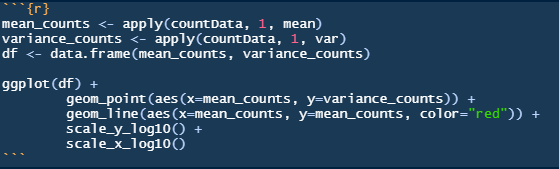 ```{r}
mean_counts <- apply(countData, 1, mean)
variance_counts <- apply(countData, 1, var)
df <- data.frame(mean_counts, variance_counts)
ggplot(df) +
        geom_point(aes(x=mean_counts, y=variance_counts)) +
        geom_line(aes(x=mean_counts, y=mean_counts, color="red")) +
        scale_y_log10() +
        scale_x_log10()
```